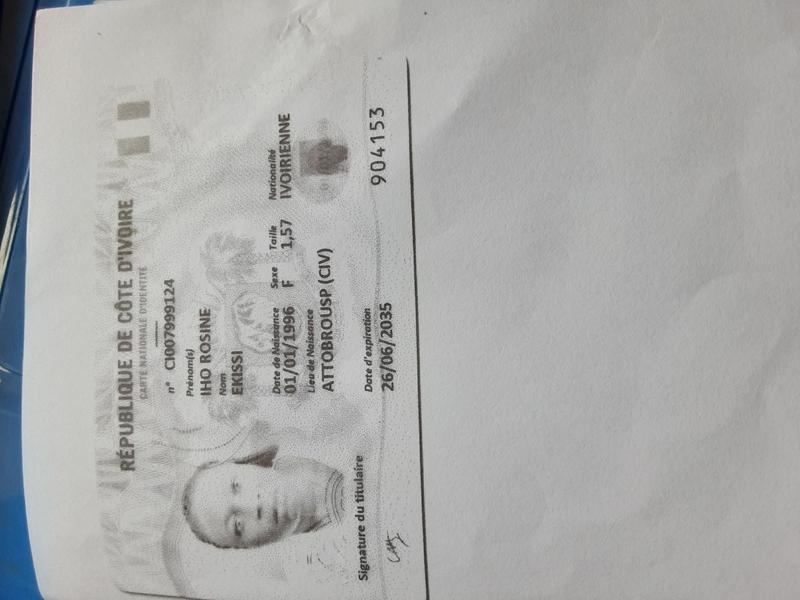 RÉPUBLIQUE DE CÔTE D'IVOIRE
CARTE NATIONALE D'IDENTITÉ
n° CI007999124
Prénom(s)
IHO ROSINE
Nom
EKISSI
Date de Naissance Sexe Taille Nationalité
01/01/1996 F 1,57 IVOIRIENNE
Lieu de Naissance
ATTOBROUSP (CIV)
Date d'expiration
26/06/2035
904153
Signature du titulaire